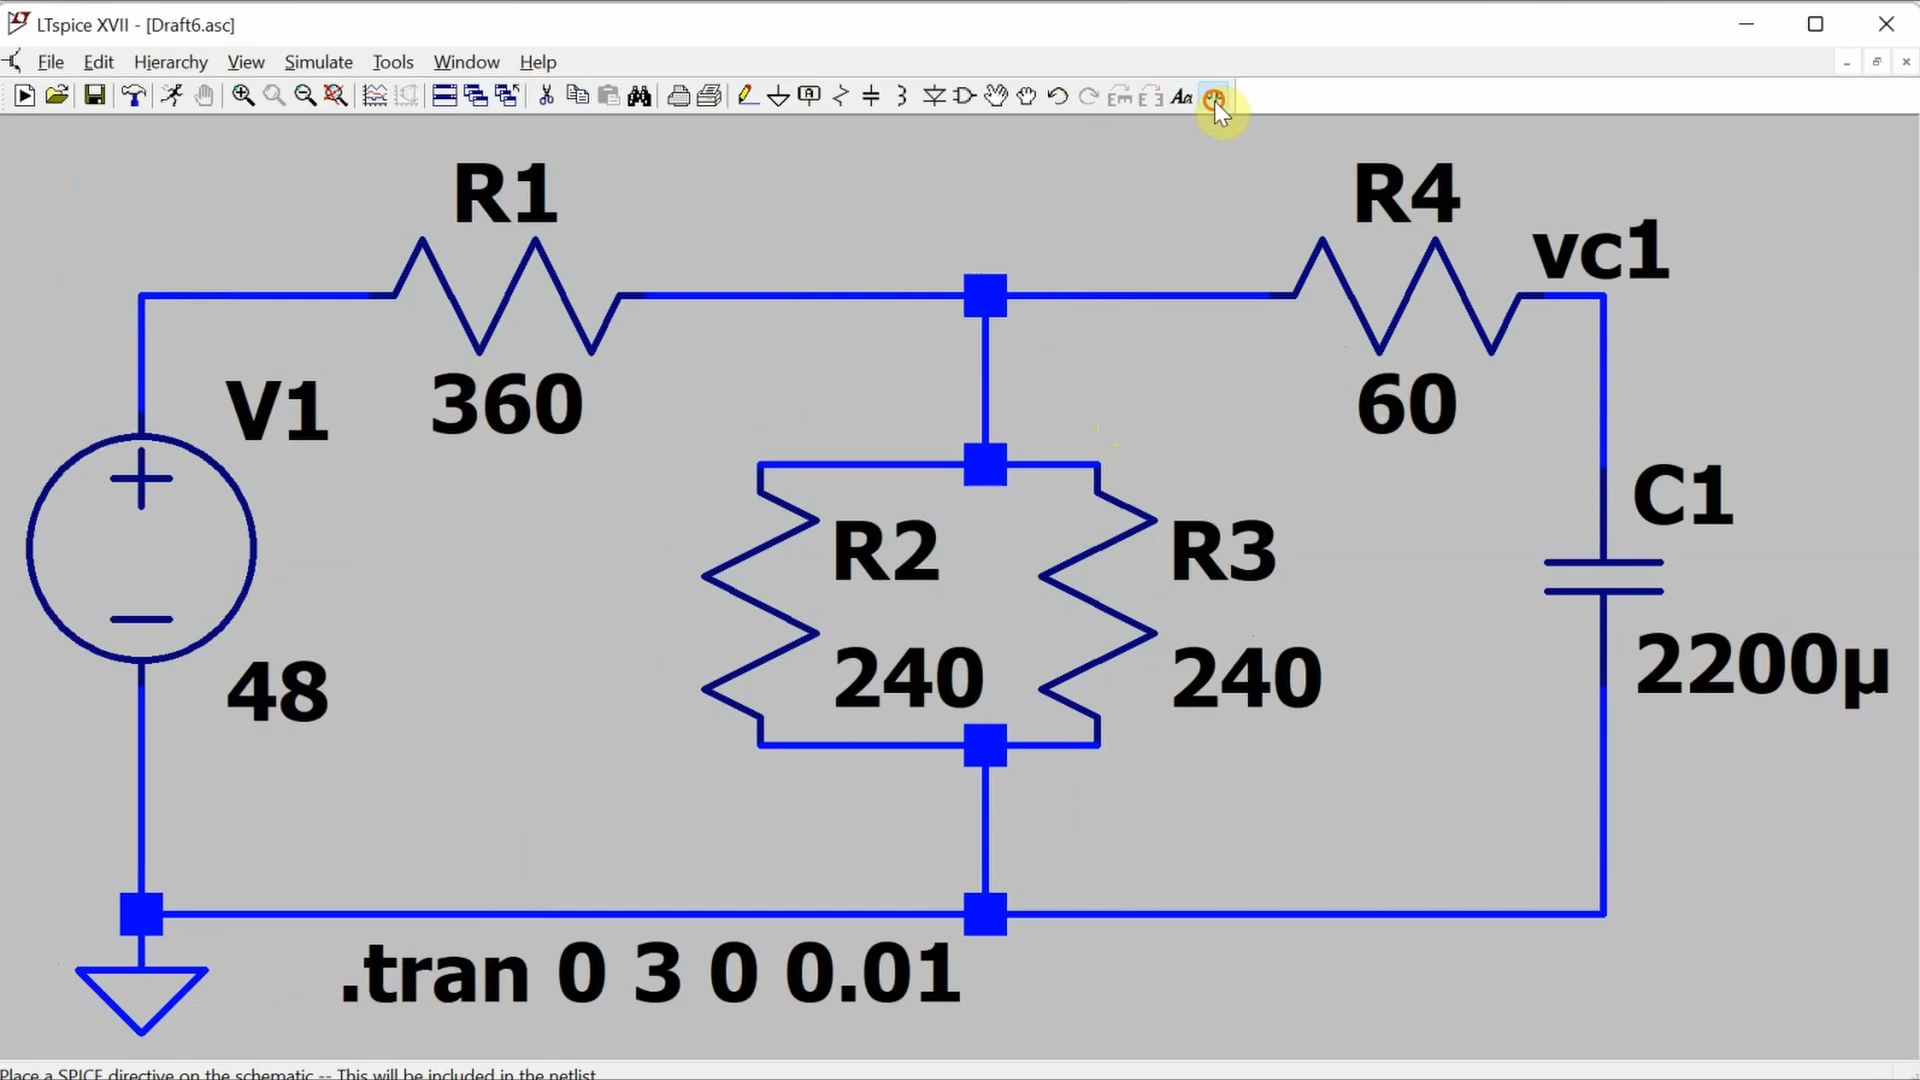 LTspice XVII - [Draft6.asc]
File Edit Hierarchy View Simulate Tools Window Help
R1
R4
vc1
V1
360
60
C1
R2
R3
48
240
240
2200µ
.tran 0 3 0 0.01
Place a SPICE directive on the schematic -- This will be included in the netlist